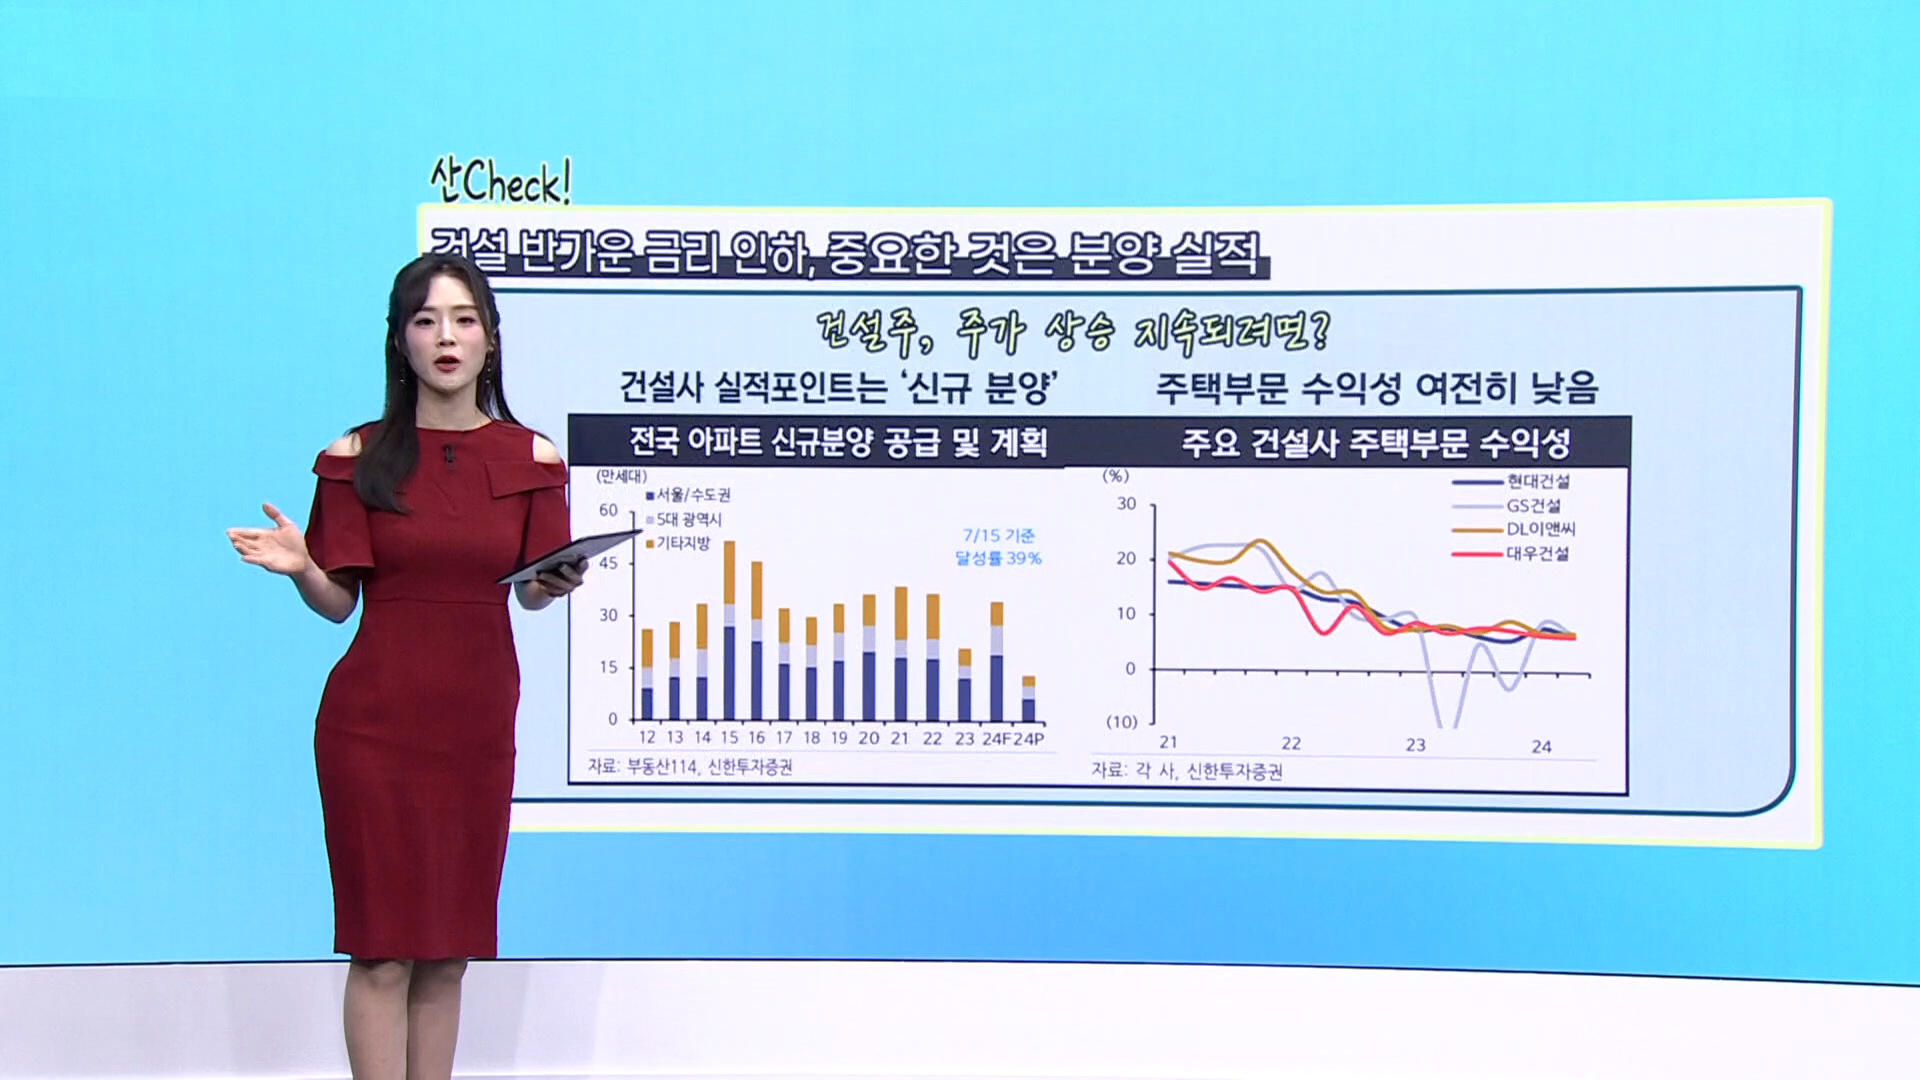 산Check!
건설 반가운 금리 인하, 중요한 것은 분양 실적
건설주, 주가 상승 지속되려면?
건설사 실적포인트는 ‘신규 분양’
전국 아파트 신규분양 공급 및 계획
(만세대)
서울/수도권
5대 광역시
기타지방
7/15 기준
달성률 39%
60
45
30
15
0
12 13 14 15 16 17 18 19 20 21 22 23 24F 24P
자료: 부동산114, 신한투자증권
주택부문 수익성 여전히 낮음
주요 건설사 주택부문 수익성
(%)
현대건설
GS건설
DL이앤씨
대우건설
30
20
10
0
(10)
21 22 23 24
자료: 각 사, 신한투자증권